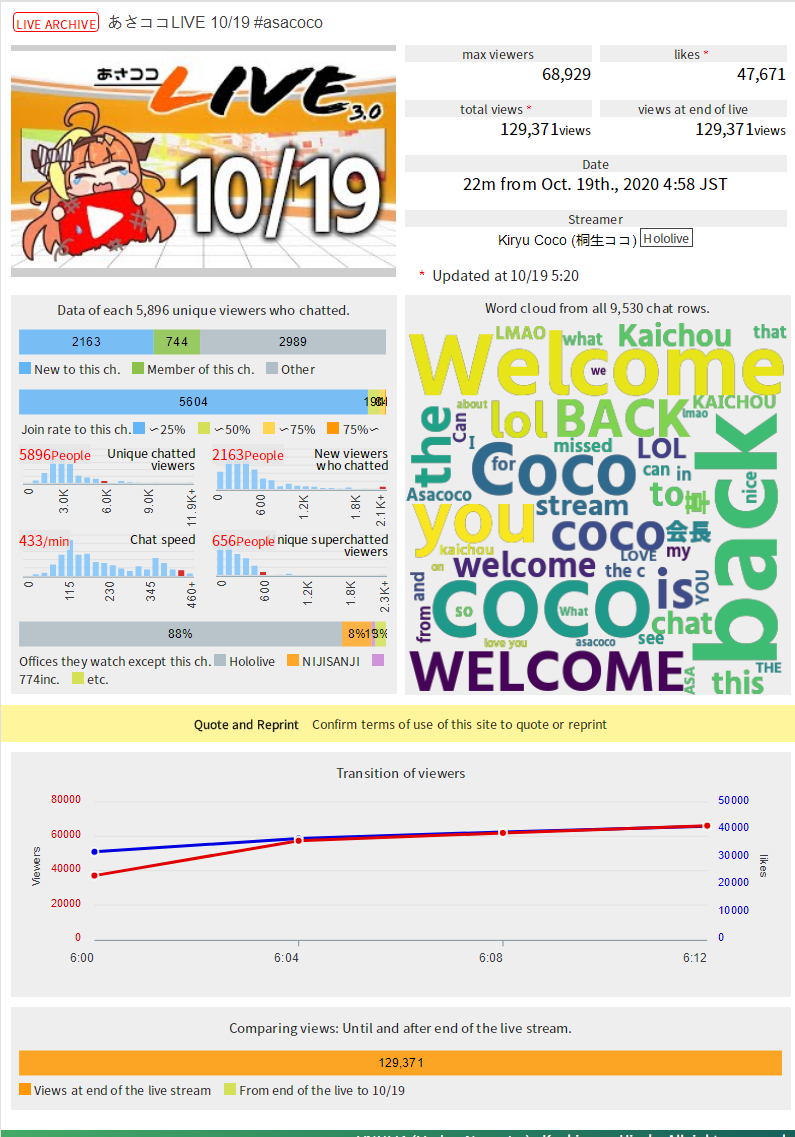 LIVE ARCHIVE あさココLIVE 10/19 #asacoco
あさココ
LIVE 3.0
10/19
max viewers
68,929
likes *
47,671
total views *
129,371views
views at end of live
129,371views
Date
22m from Oct. 19th., 2020 4:58 JST
Streamer
Kiryu Coco (桐生ココ) Hololive
* Updated at 10/19 5:20
Data of each 5,896 unique viewers who chatted.
2163 744 2989
New to this ch. Member of this ch. Other
5604
Join rate to this ch. ~25% ~50% ~75% 75%~
5896People Unique chatted
viewers
0 3.0K 6.0K 9.0K 11.9K+
2163People New viewers
who chatted
0 600 1.2K 1.8K 2.1K+
433/min Chat speed
0 115 230 345 460+
656People nique superchatted
viewers
0 600 1.2K 1.8K 2.3K+
88% 8% 3%
Offices they watch except this ch. Hololive NIJISANJI
774inc. etc.
Word cloud from all 9,530 chat rows.
LMAO what Kaichou that
Welcome
we
about
KAICHOU
the
Can
lol BACK
lmao
I missed LOL
for
Coco
can in
nice
Asacoco
stream
to
you
coco
会長
kaichou
LOVE my
on welcome the c
back
from and
COCO
is
YOU
so
What
chat
love you
asacoco
see
WELCOME
THE
ASA
this
Quote and Reprint Confirm terms of use of this site to quote or reprint
Transition of viewers
80000
60000
40000
20000
0
Viewers
50000
40000
30000
20000
10000
0
likes
6:00 6:04 6:08 6:12
Comparing views: Until and after end of the live stream.
129,371
Views at end of the live stream From end of the live to 10/19